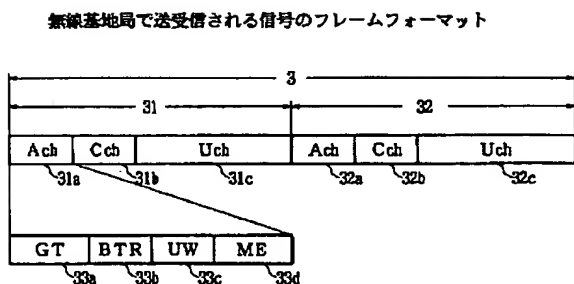 無線基地局で送受信される信号のフレームフォーマット
3
31 32
Ach Cch Uch Ach Cch Uch
31a 31b 31c 32a 32b 32c
GT BTR UW ME
33a 33b 33c 33d